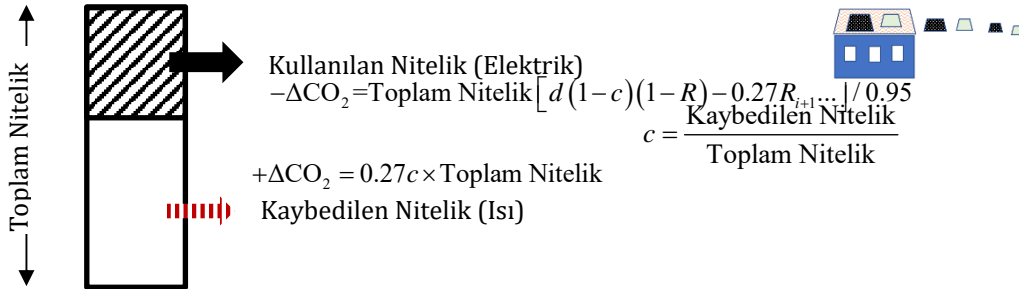 Toplam Nitelik
Kullanılan Nitelik (Elektrik)
−ΔCO₂=Toplam Nitelik[d(1−c)(1−R)−0.27Rᵢ₊₁...]/0.95
c = Kaybedilen Nitelik / Toplam Nitelik
+ΔCO₂ = 0.27c × Toplam Nitelik
Kaybedilen Nitelik (Isı)